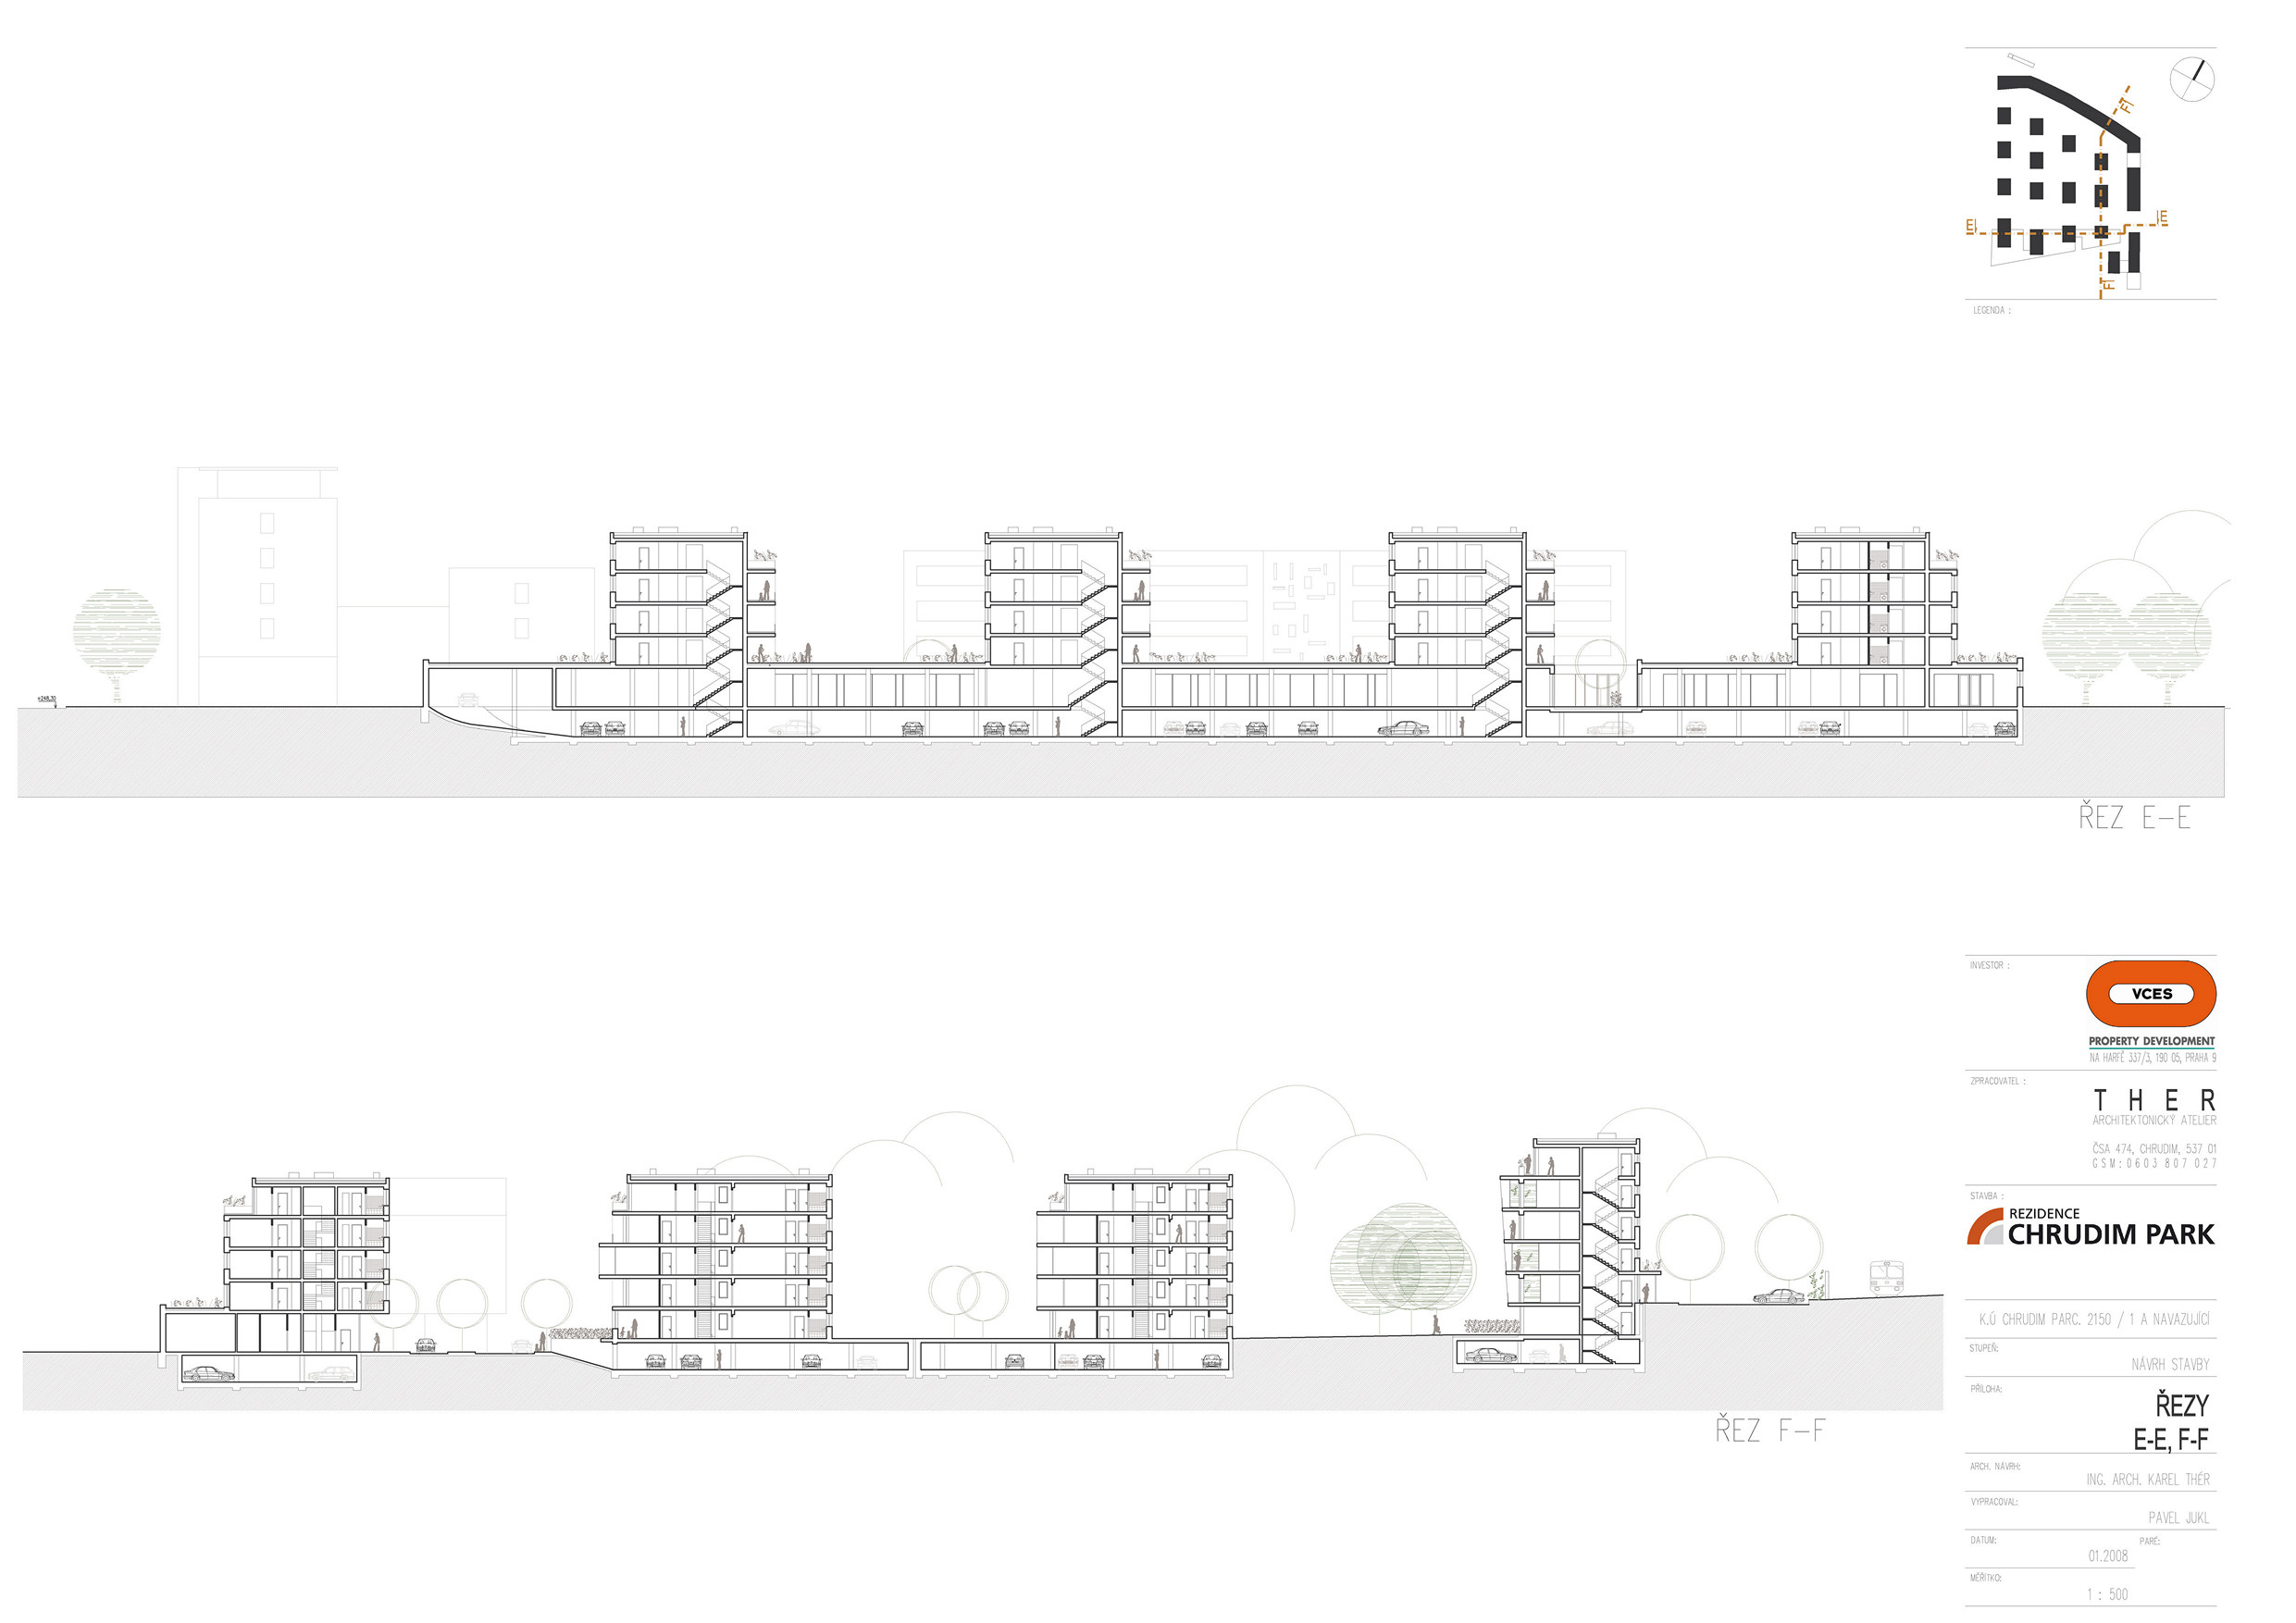 F
F
E
E
LEGENDA :
+248,30
ŘEZ E-E
INVESTOR :
VCES
PROPERTY DEVELOPMENT
NA HARFĚ 337/3, 190 05, PRAHA 9
ZPRACOVATEL :
THER
ARCHITEKTONICKÝ ATELIER
ČSA 474, CHRUDIM, 537 01
GSM:0603 807 027
STAVBA :
REZIDENCE
CHRUDIM PARK
K.Ú CHRUDIM PARC. 2150 / 1 A NAVAZUJÍCÍ
STUPEŇ:
NÁVRH STAVBY
PŘÍLOHA:
ŘEZY
E-E, F-F
ŘEZ F-F
ARCH. NÁVRH:
ING. ARCH. KAREL THÉR
VYPRACOVAL:
PAVEL JUKL
DATUM:
PARÉ:
01.2008
MĚŘÍTKO:
1 : 500